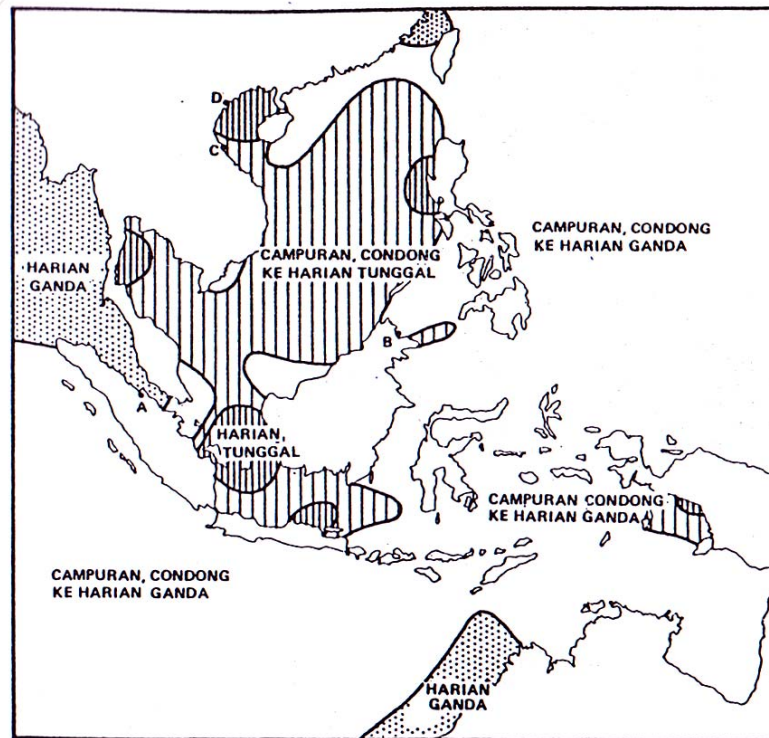 D
C
HARIAN
GANDA
CAMPURAN, CONDONG
KE HARIAN TUNGGAL
CAMPURAN, CONDONG
KE HARIAN GANDA
B
A
HARIAN,
TUNGGAL
CAMPURAN CONDONG
KE HARIAN GANDA
CAMPURAN, CONDONG
KE HARIAN GANDA
HARIAN
GANDA